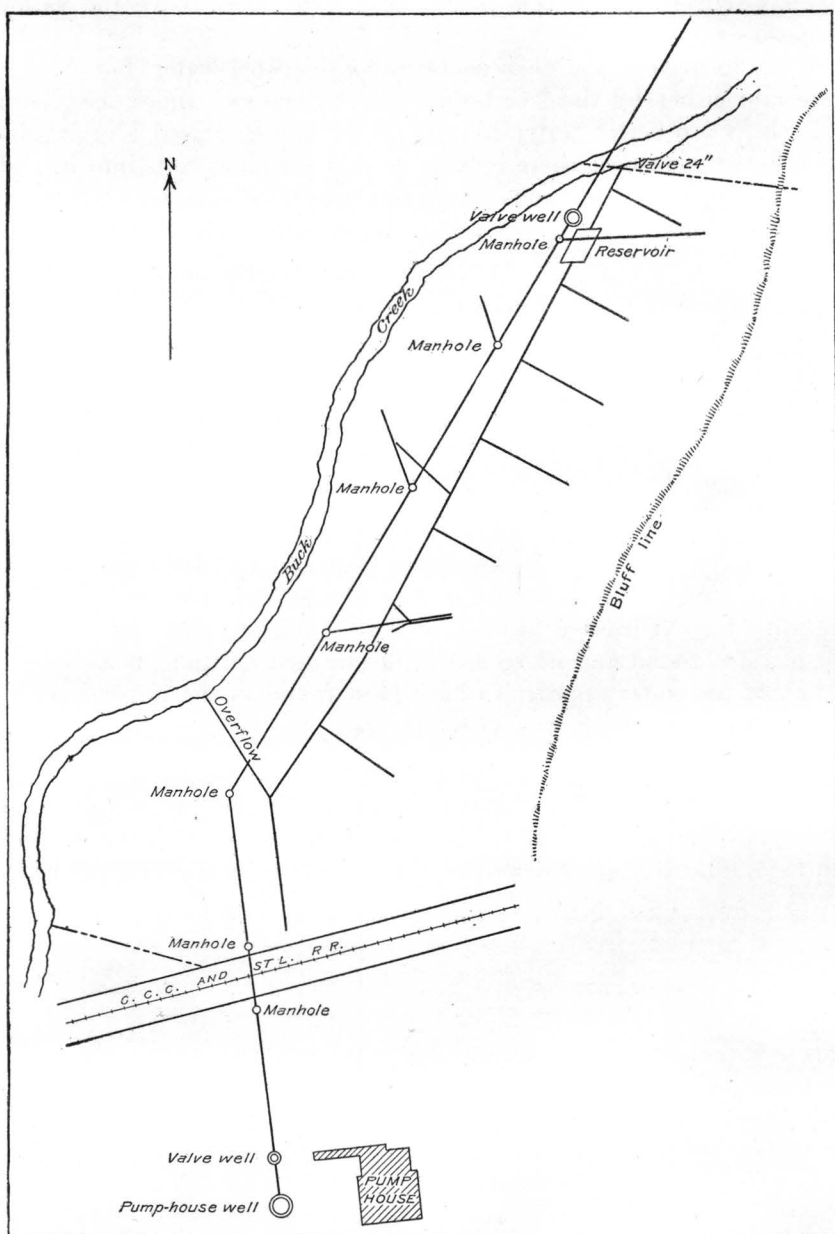 N
Valve 24"
Valve well
Manhole
Reservoir
Creek
Manhole
Manhole
Buck
Bluff line
Manhole
Overflow
Manhole
Manhole
C. C. C. AND ST L. R R.
Manhole
Valve well
PUMP
HOUSE
Pump-house well